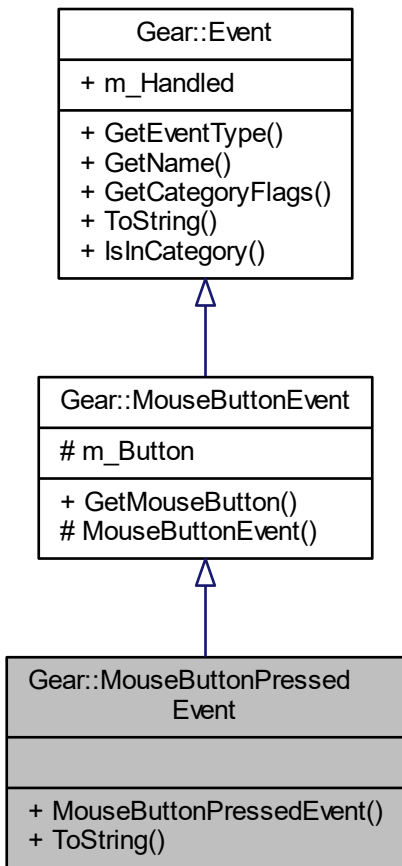 Gear::Event
+ m_Handled
+ GetEventType()
+ GetName()
+ GetCategoryFlags()
+ ToString()
+ IsInCategory()
Gear::MouseButtonEvent
# m_Button
+ GetMouseButton()
# MouseButtonEvent()
Gear::MouseButtonPressed
Event
+ MouseButtonPressedEvent()
+ ToString()